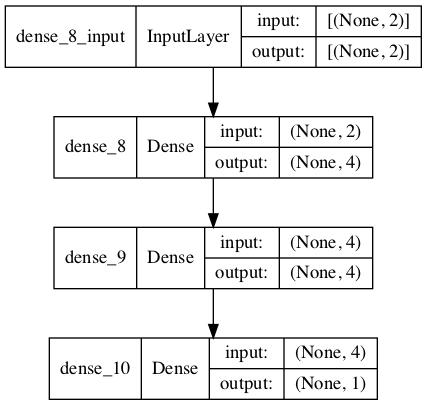 dense_8_input InputLayer input: [(None, 2)]
output: [(None, 2)]
dense_8 Dense input: (None, 2)
output: (None, 4)
dense_9 Dense input: (None, 4)
output: (None, 4)
dense_10 Dense input: (None, 4)
output: (None, 1)